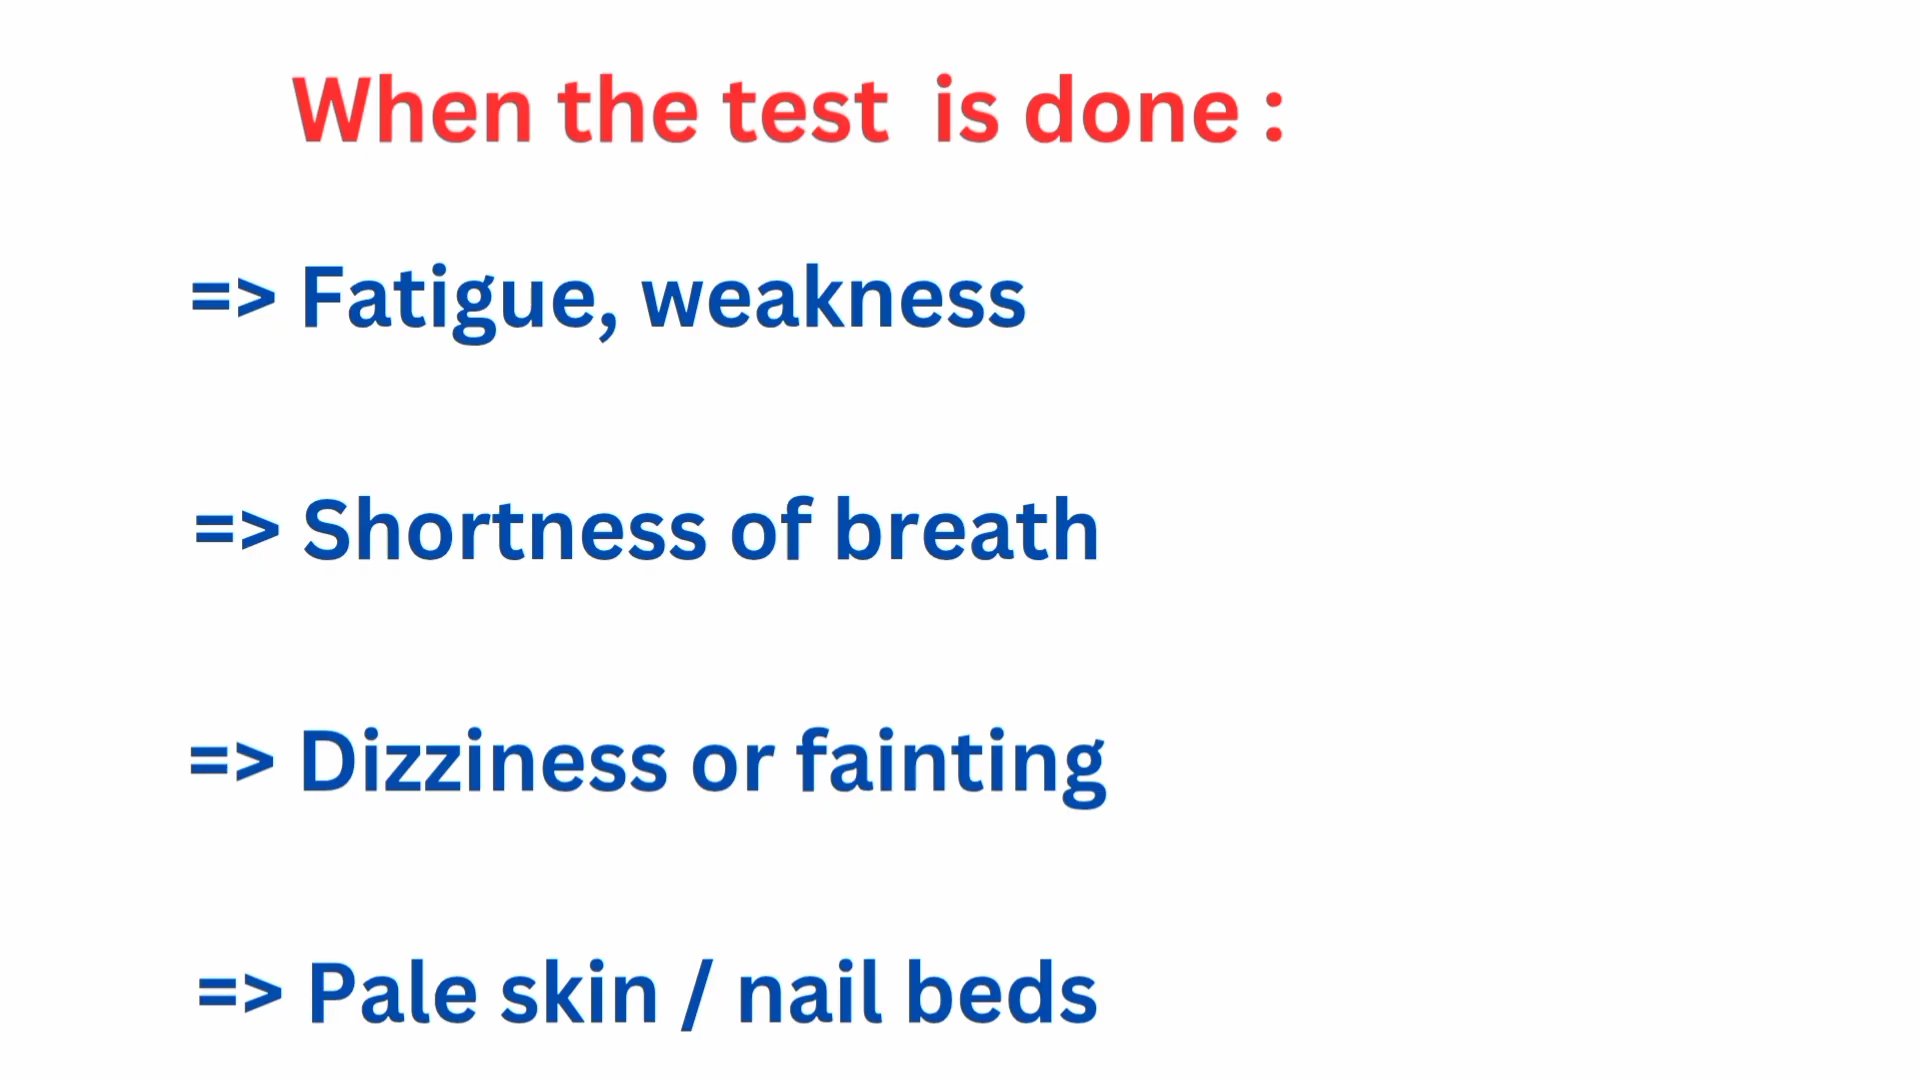 When the test  is done :
=> Fatigue, weakness
=> Shortness of breath
=> Dizziness or fainting
=> Pale skin / nail beds